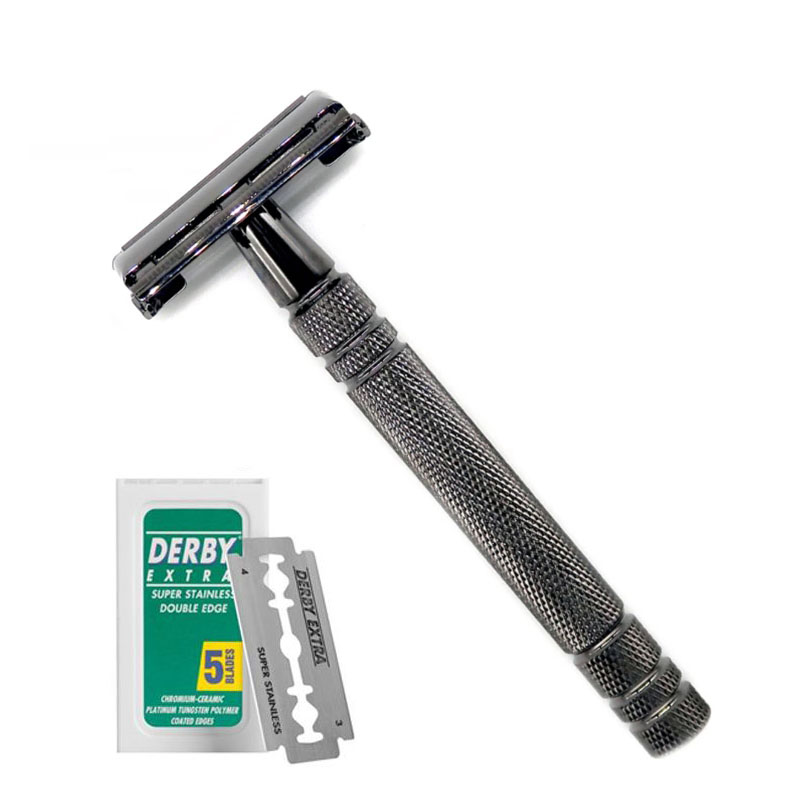 DERBY
EXTRA
SUPER STAINLESS
DOUBLE EDGE
5
BLADES
CHROMIUM-CERAMIC
PLATINUM TUNGSTEN POLYMER
COATED EDGES
4
DERBY EXTRA
SUPER STAINLESS
3